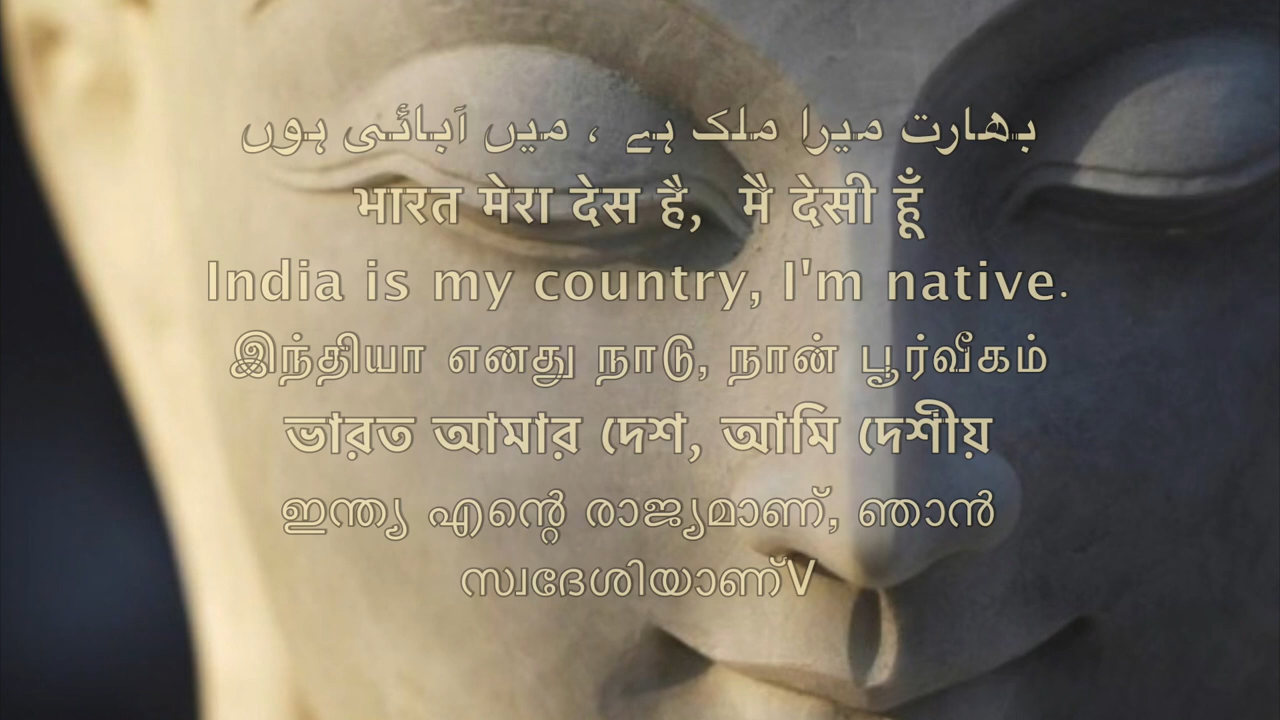 بھارت میرا ملک ہے ، میں آبائی ہوں
भारत मेरा देस है, मै देसी हूँ
India is my country, I'm native.
இந்தியா எனது நாடு, நான் பூர்வீகம்
ভারত আমার দেশ, আমি দেশীয়
ഇന്ത്യ എന്റെ രാജ്യമാണ്, ഞാൻ
സ്വദേശിയാണ്V